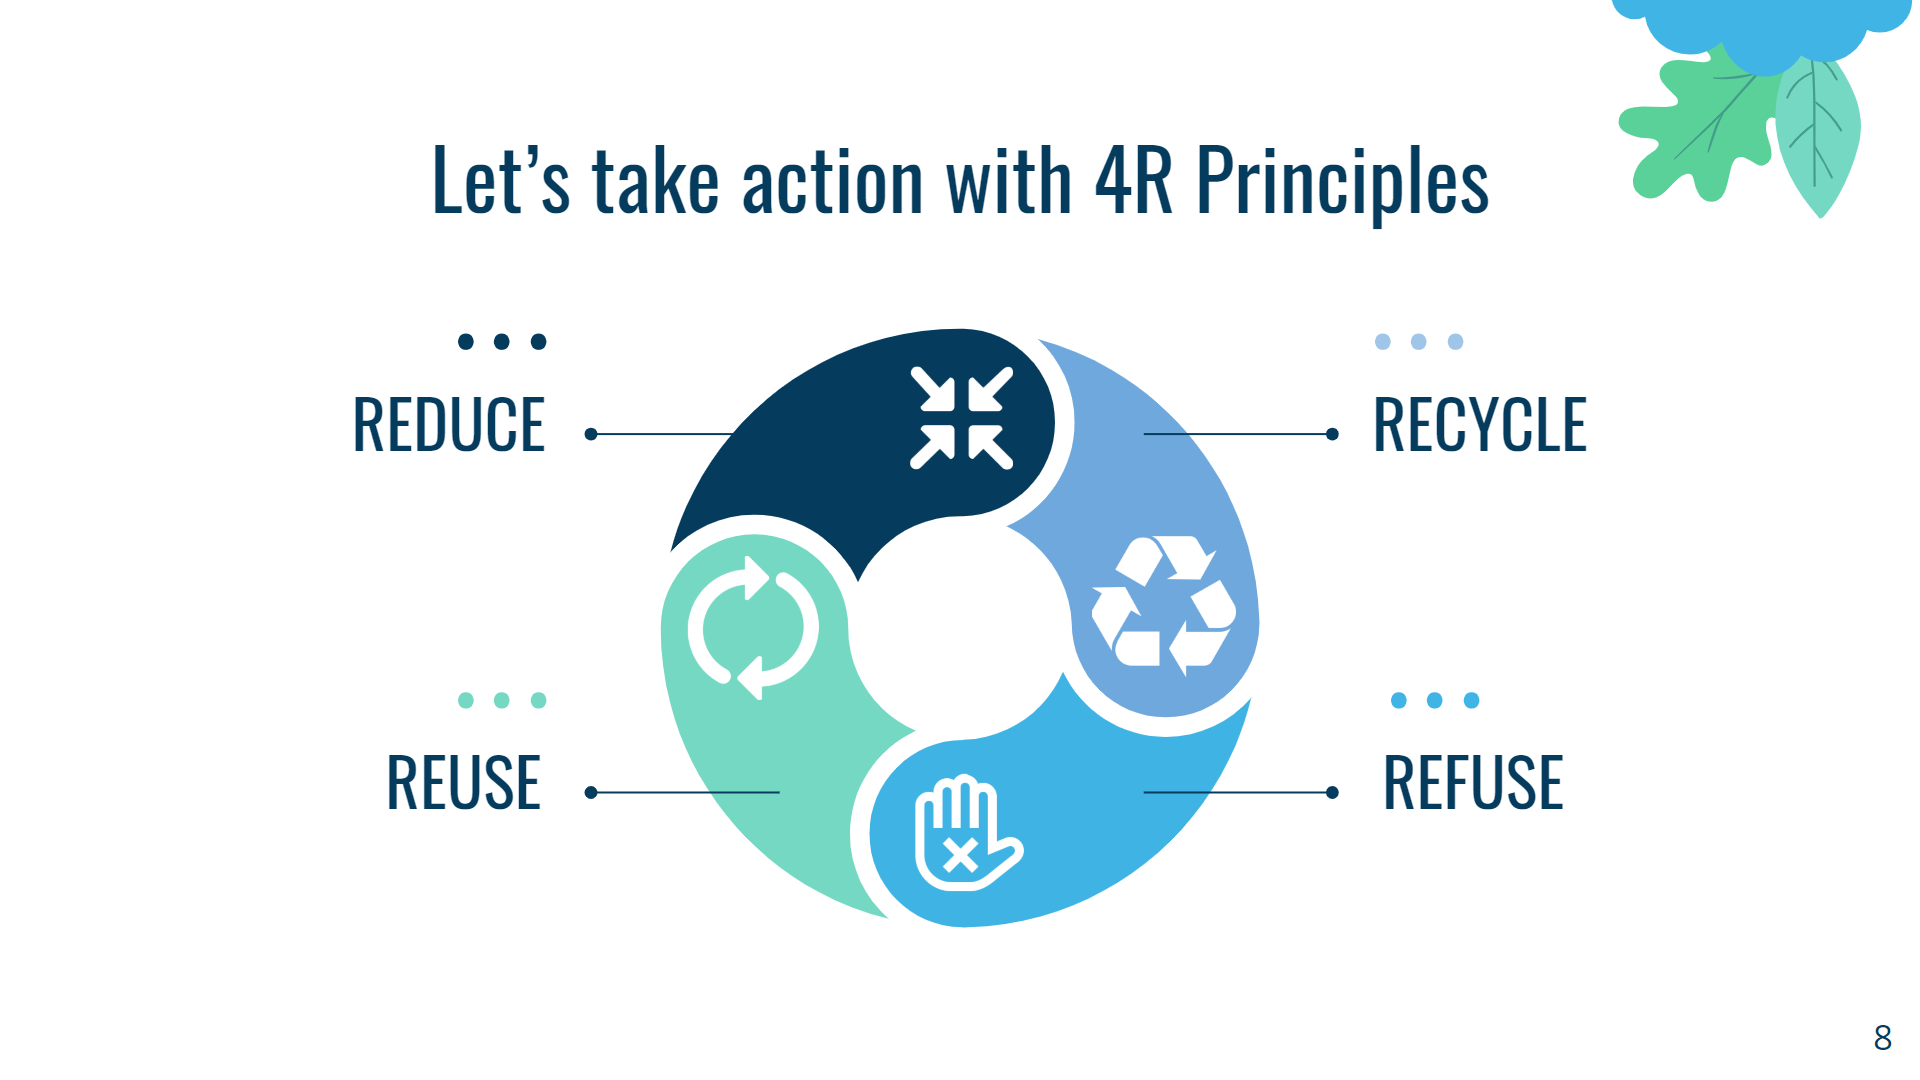 Let’s take action with 4R Principles
REDUCE
RECYCLE
REUSE
REFUSE
8